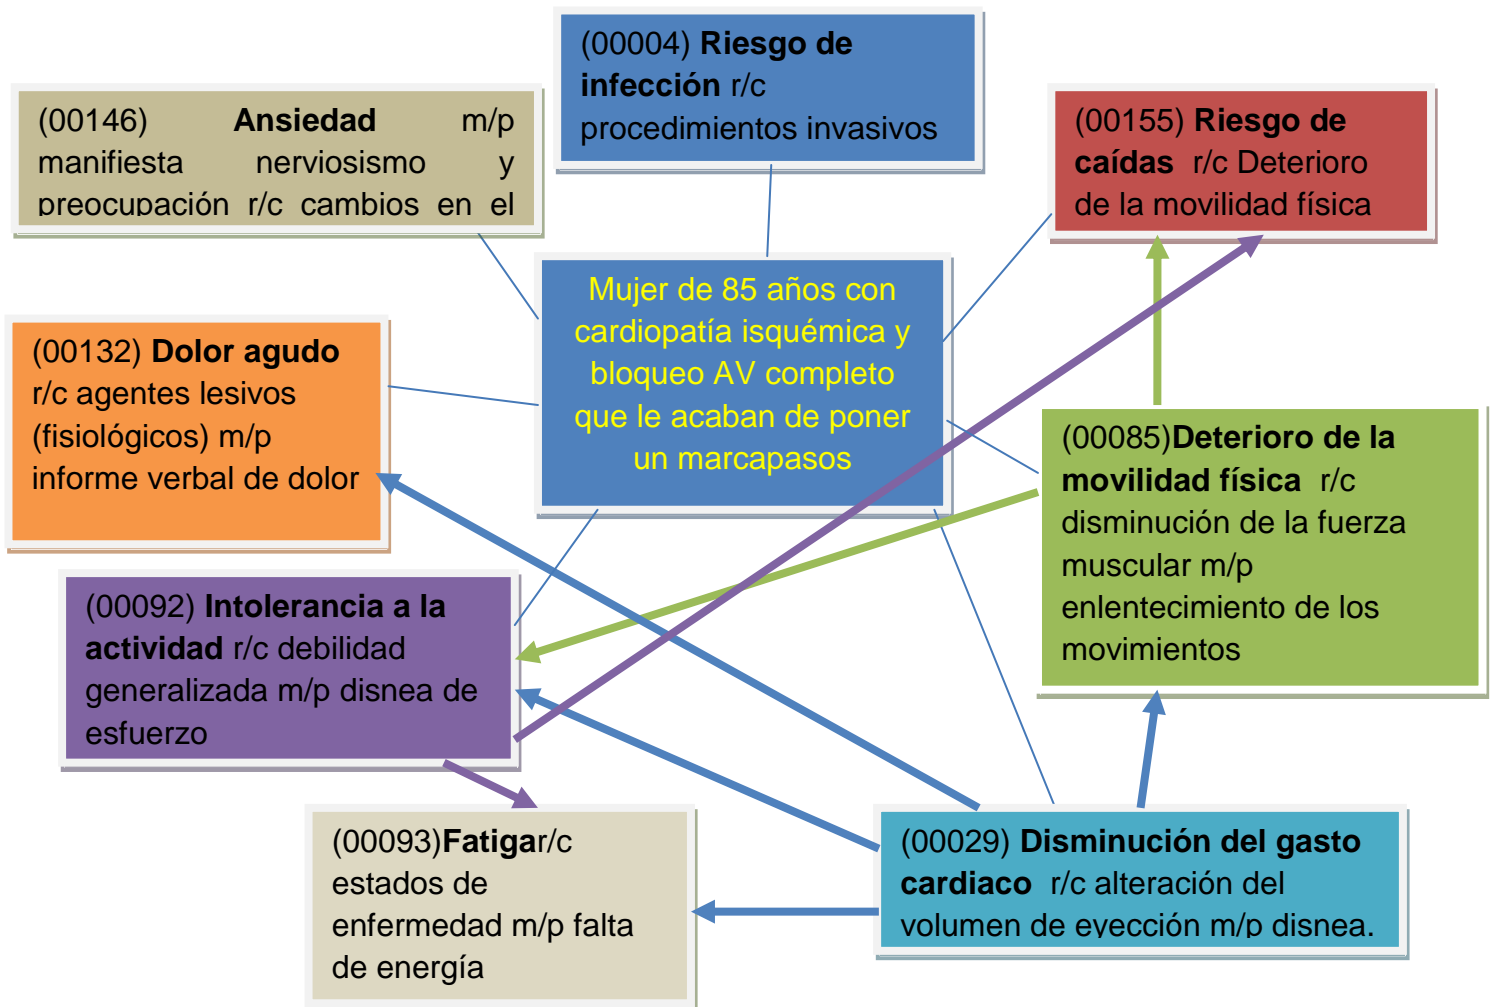 (00004) Riesgo de
infección r/c
procedimientos invasivos
(00146) Ansiedad m/p
manifiesta nerviosismo y
preocupación r/c cambios en el
(00155) Riesgo de
caídas r/c Deterioro
de la movilidad física
Mujer de 85 años con
cardiopatía isquémica y
bloqueo AV completo
que le acaban de poner
un marcapasos
(00132) Dolor agudo
r/c agentes lesivos
(fisiológicos) m/p
informe verbal de dolor
(00085)Deterioro de la
movilidad física r/c
disminución de la fuerza
muscular m/p
enlentecimiento de los
movimientos
(00092) Intolerancia a la
actividad r/c debilidad
generalizada m/p disnea de
esfuerzo
(00093)Fatigar/c
estados de
enfermedad m/p falta
de energía
(00029) Disminución del gasto
cardiaco r/c alteración del
volumen de eyección m/p disnea.